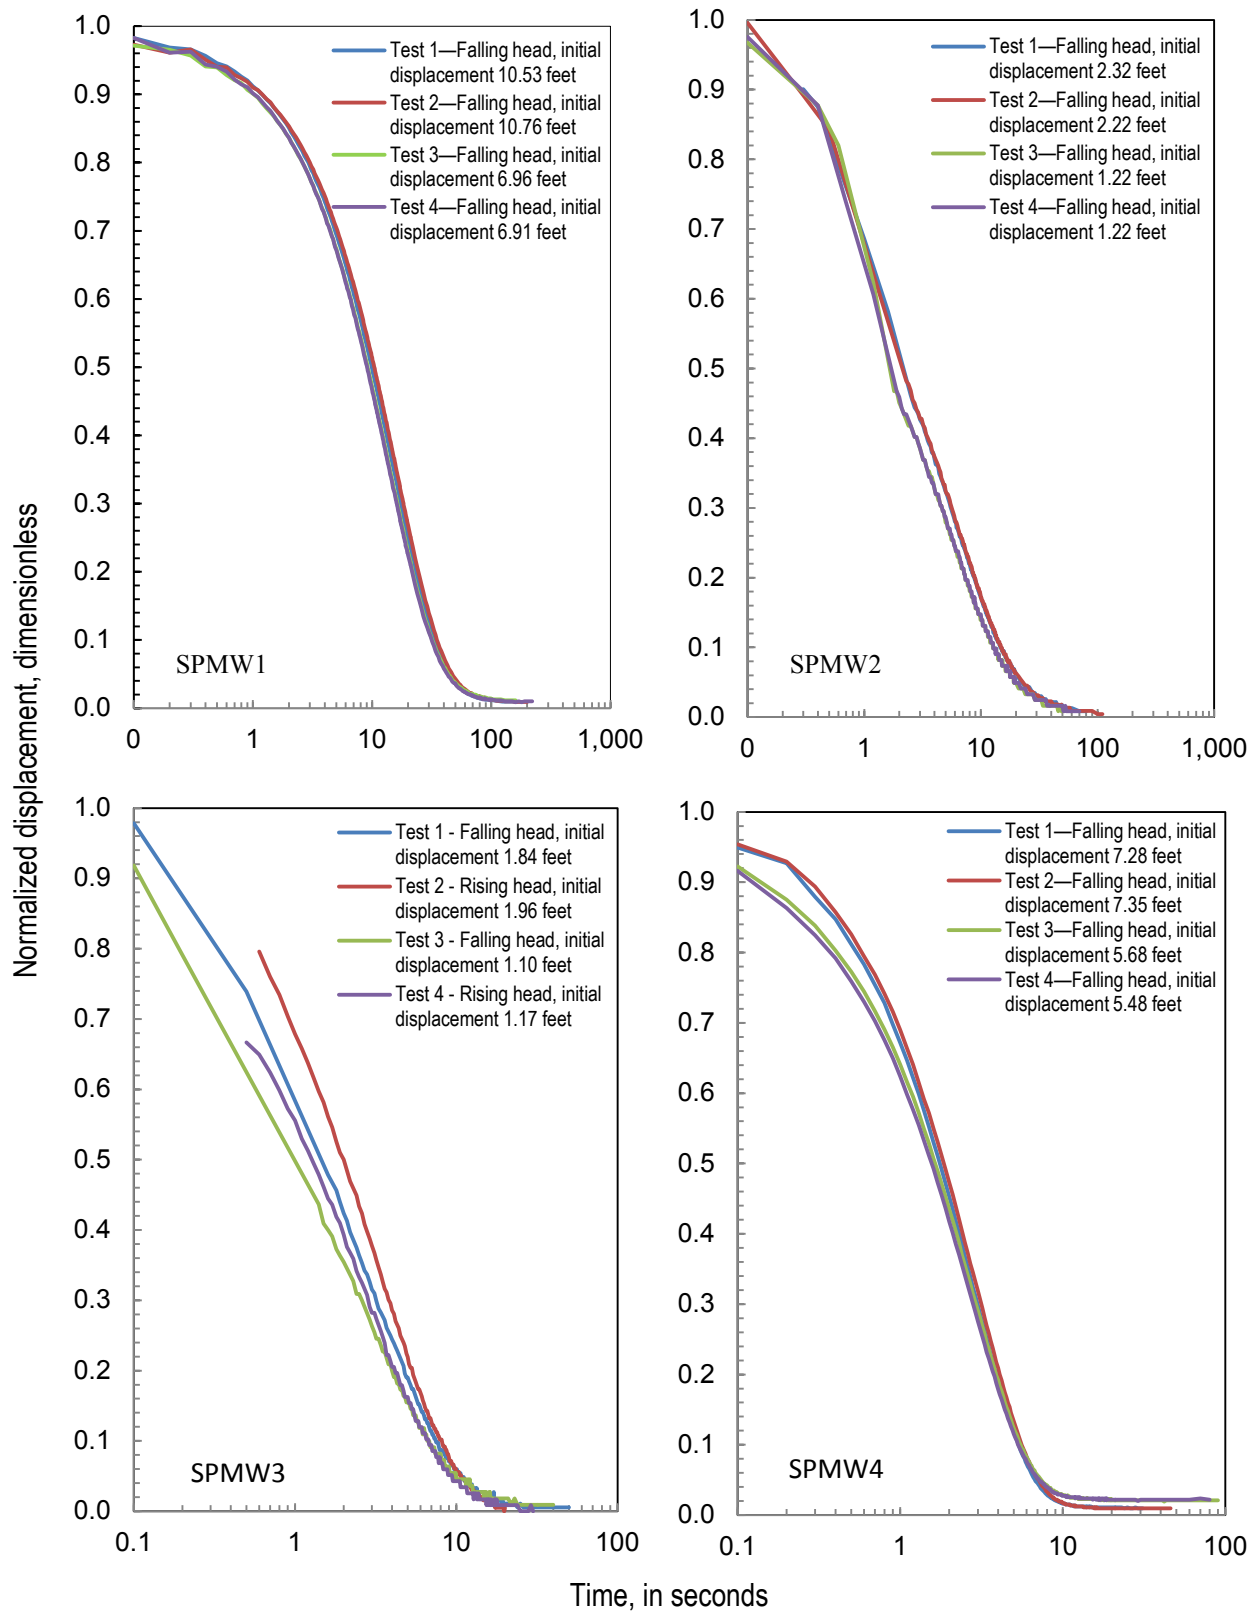 Normalized displacement, dimensionless
1.0
0.9
0.8
0.7
0.6
0.5
0.4
0.3
0.2
0.1
0.0
Test 1—Falling head, initial
displacement 10.53 feet
Test 2—Falling head, initial
displacement 10.76 feet
Test 3—Falling head, initial
displacement 6.96 feet
Test 4—Falling head, initial
displacement 6.91 feet
SPMW1
0 1 10 100 1,000
1.0
0.9
0.8
0.7
0.6
0.5
0.4
0.3
0.2
0.1
0.0
Test 1—Falling head, initial
displacement 2.32 feet
Test 2—Falling head, initial
displacement 2.22 feet
Test 3—Falling head, initial
displacement 1.22 feet
Test 4—Falling head, initial
displacement 1.22 feet
SPMW2
0 1 10 100 1,000
1.0
0.9
0.8
0.7
0.6
0.5
0.4
0.3
0.2
0.1
0.0
Test 1 - Falling head, initial
displacement 1.84 feet
Test 2 - Rising head, initial
displacement 1.96 feet
Test 3 - Falling head, initial
displacement 1.10 feet
Test 4 - Rising head, initial
displacement 1.17 feet
SPMW3
0.1 1 10 100
1.0
0.9
0.8
0.7
0.6
0.5
0.4
0.3
0.2
0.1
0.0
Test 1—Falling head, initial
displacement 7.28 feet
Test 2—Falling head, initial
displacement 7.35 feet
Test 3—Falling head, initial
displacement 5.68 feet
Test 4—Falling head, initial
displacement 5.48 feet
SPMW4
0.1 1 10 100
Time, in seconds